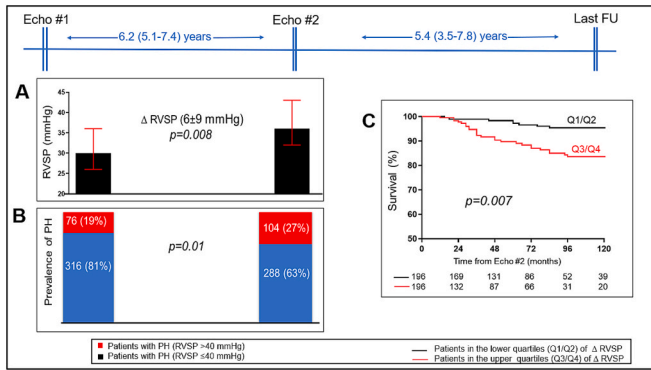 Echo #1
Echo #2
Last FU
6.2 (5.1-7.4) years
5.4 (3.5-7.8) years
A
RVSP (mmHg)
45
40
35
30
25
20
Δ RVSP (6±9 mmHg)
p=0.008
B
Prevalence of PH
76 (19%)
316 (81%)
p=0.01
104 (27%)
288 (63%)
C
Survival (%)
100
90
80
70
60
50
Q1/Q2
Q3/Q4
p=0.007
0 24 48 72 96 120
Time from Echo #2 (months)
196 169 131 86 52 39
196 132 87 66 31 20
Patients with PH (RVSP >40 mmHg)
Patients with PH (RVSP ≤40 mmHg)
Patients in the lower quartiles (Q1/Q2) of Δ RVSP
Patients in the upper quartiles (Q3/Q4) of Δ RVSP